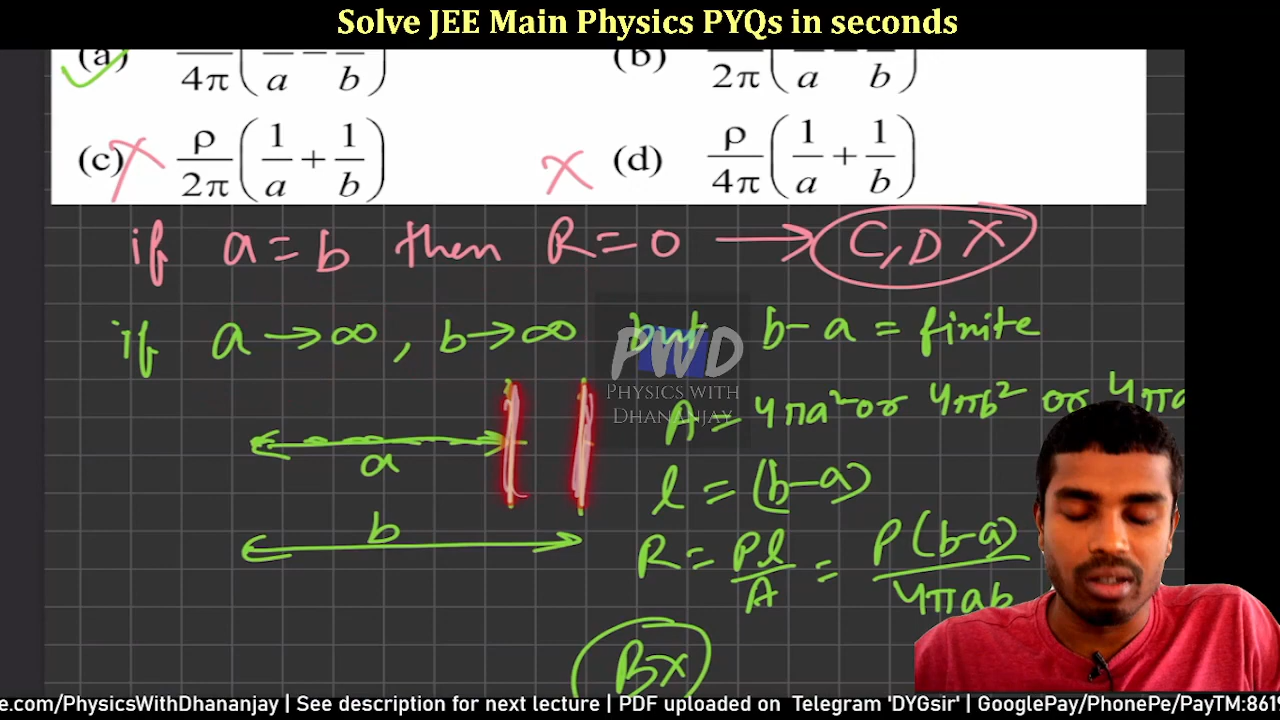 Solve JEE Main Physics PYQs in seconds
(a) 4π ( a − b ) (b) 2π ( a − b )
(c) ρ/2π (1/a + 1/b) X (d) ρ/4π (1/a + 1/b)
if a = b then R = 0 → C, D X
if a → ∞, b → ∞ but b - a = finite
PWD
PHYSICS WITH
DHANANJAY
A = 4πa² or 4πb² or 4πa
a
l = (b-a)
b
R = ρl/A = ρ(b-a)/4πab
BX
e.com/PhysicsWithDhananjay | See description for next lecture | PDF uploaded on Telegram 'DYGsir' | GooglePay/PhonePe/PayTM:861